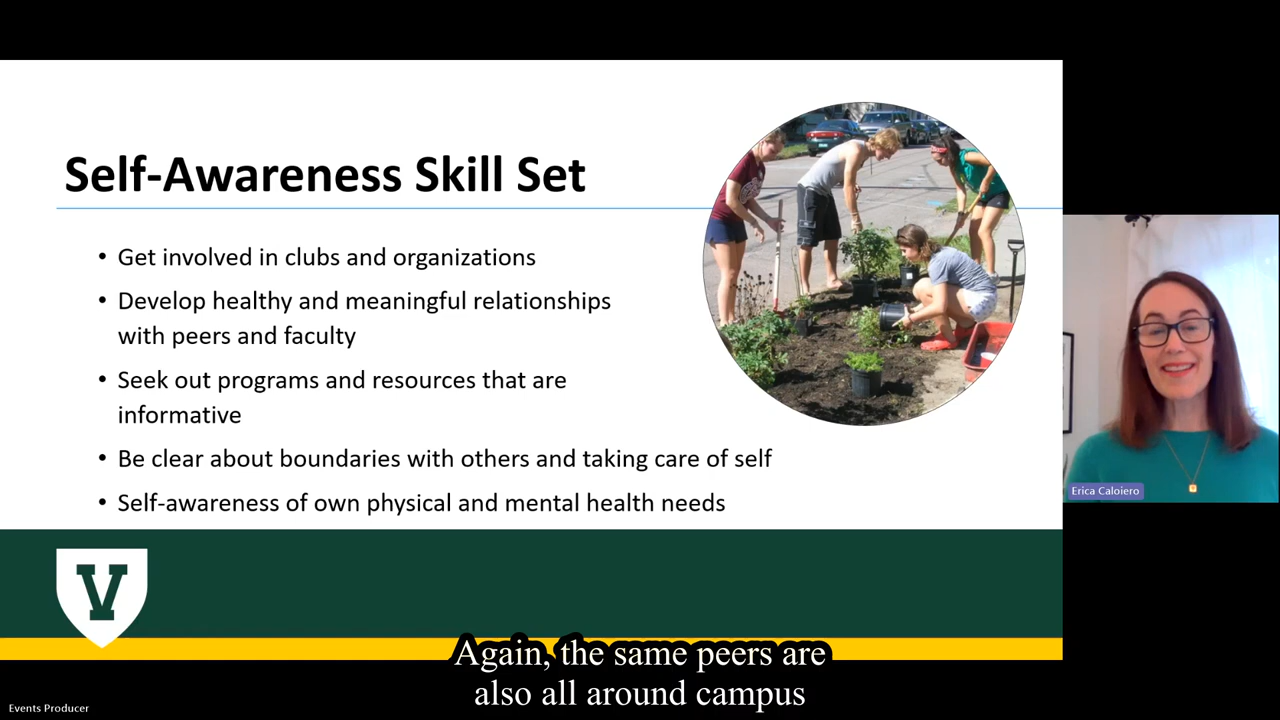 Self-Awareness Skill Set
• Get involved in clubs and organizations
• Develop healthy and meaningful relationships
with peers and faculty
• Seek out programs and resources that are
informative
• Be clear about boundaries with others and taking care of self
• Self-awareness of own physical and mental health needs
Erica Caloiero
V
Again, the same peers are
also all around campus
Events Producer